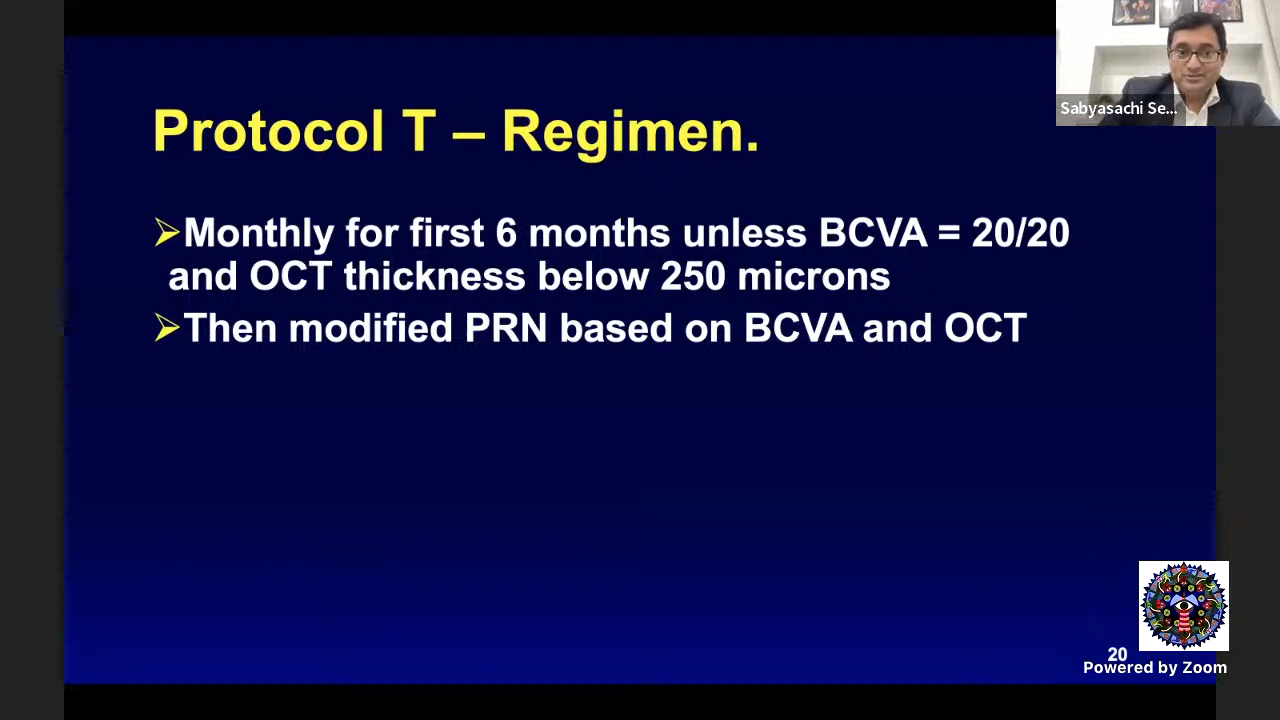 Sabyasachi Se...
Protocol T – Regimen.
➢Monthly for first 6 months unless BCVA = 20/20
and OCT thickness below 250 microns
➢Then modified PRN based on BCVA and OCT
20
Powered by Zoom